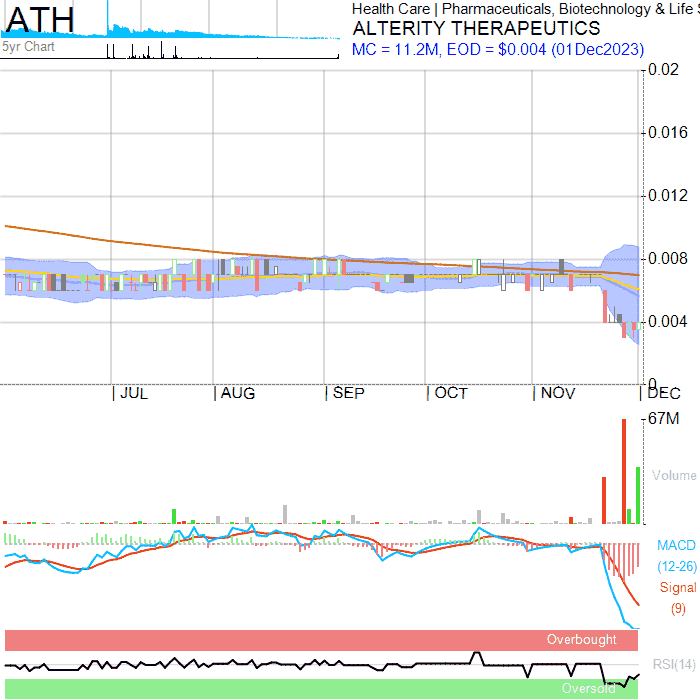 ATH
5yr Chart
Health Care | Pharmaceuticals, Biotechnology & Life S
ALTERITY THERAPEUTICS
MC = 11.2M, EOD = $0.004 (01Dec2023)
0.02
0.016
0.012
0.008
0.004
0
JUL AUG SEP OCT NOV DEC
67M
Volume
MACD
(12-26)
Signal
(9)
Overbought
RSI(14)
Oversold